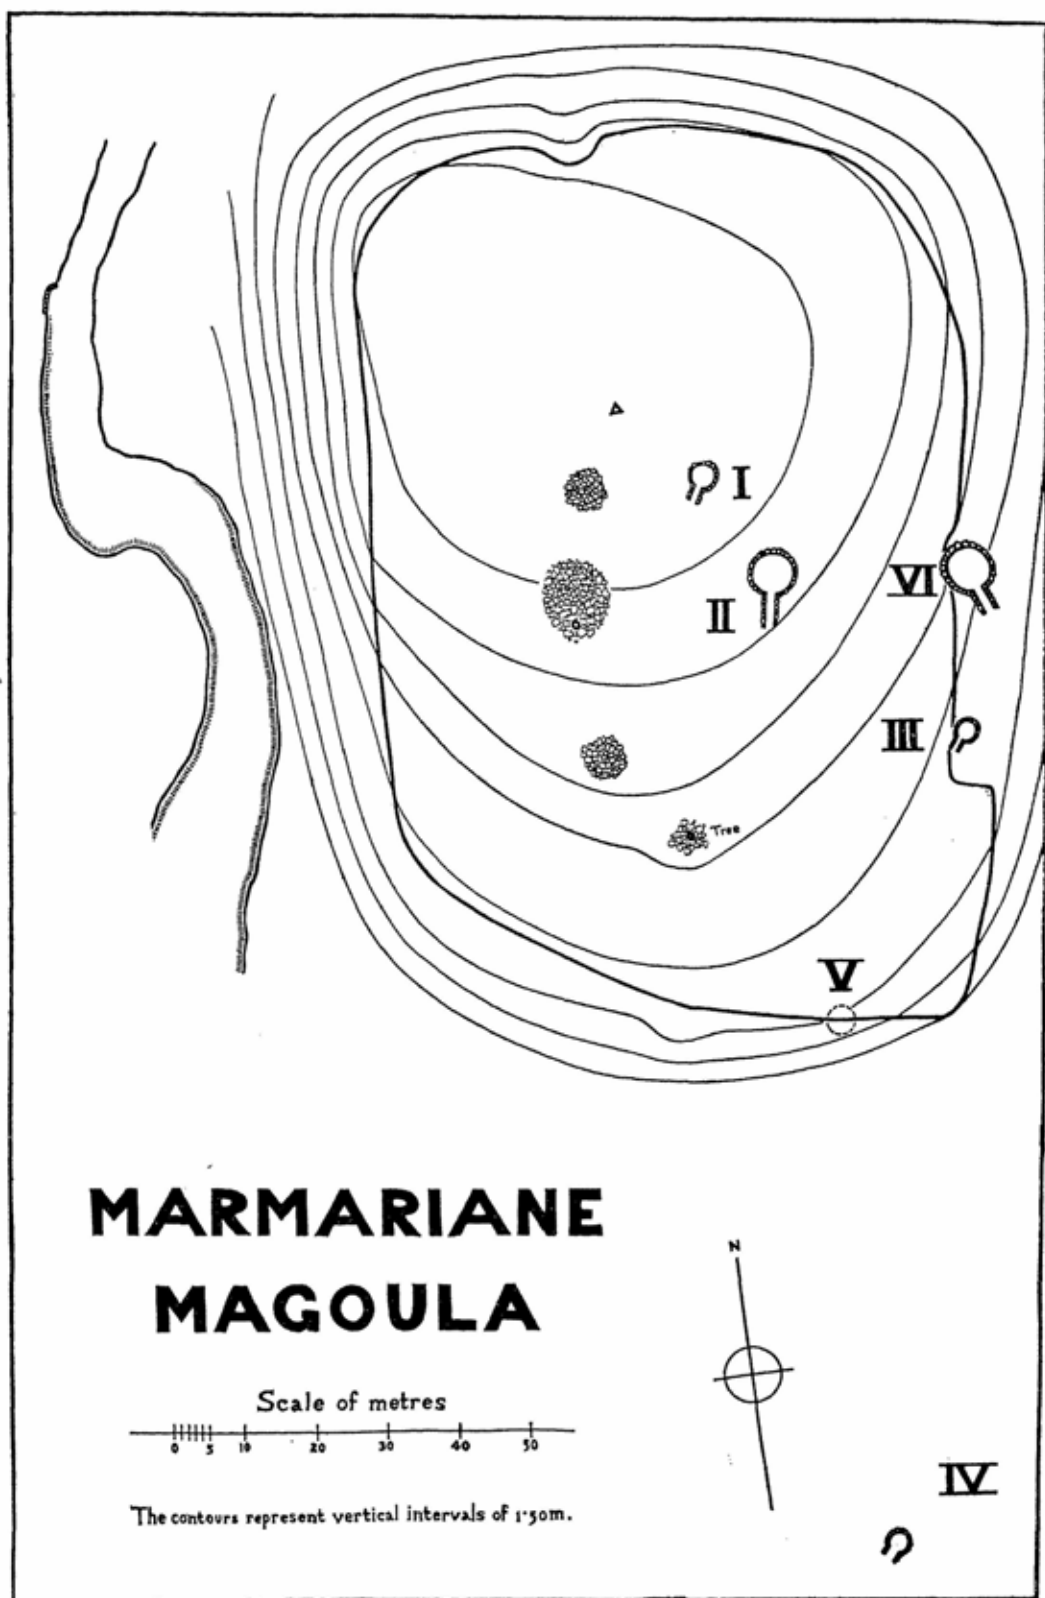 I
II
VI
III
Tree
V
MARMARIANE
MAGOULA
N
Scale of metres
0 5 10 20 30 40 50
The contours represent vertical intervals of 1·50m.
IV